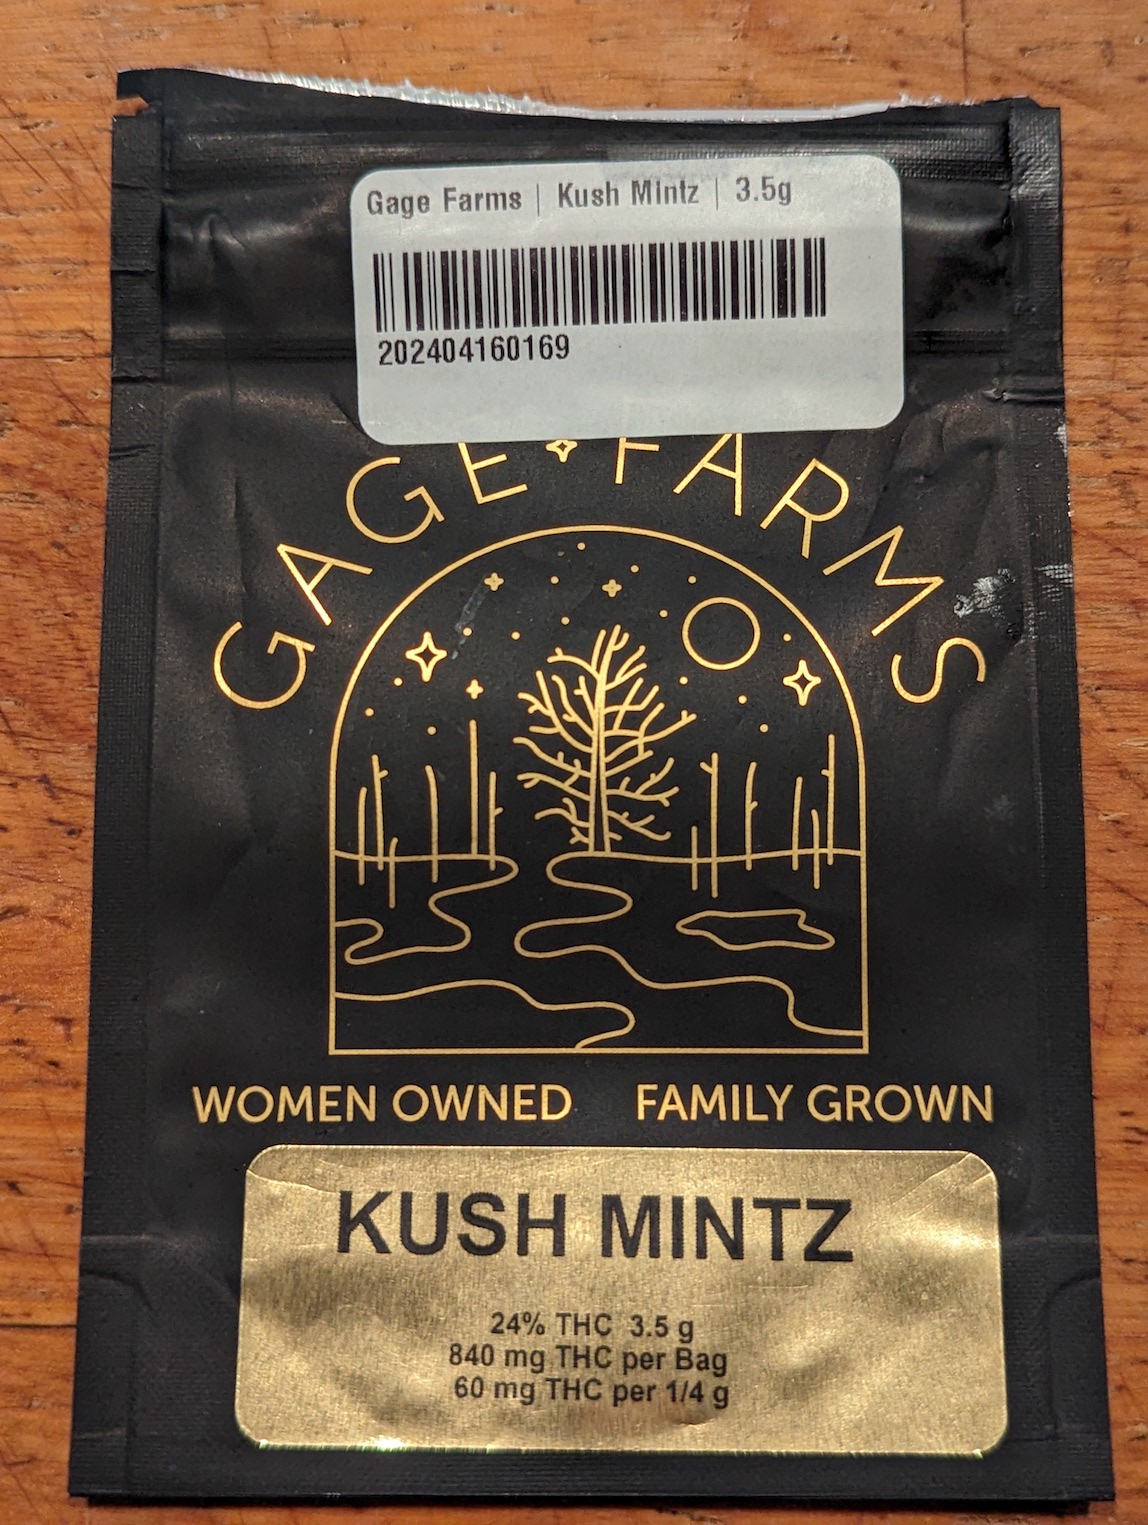 Gage Farms | Kush Mintz | 3.5g
202404160169
GAGE FARMS
WOMEN OWNED FAMILY GROWN
KUSH MINTZ
24% THC 3.5 g
840 mg THC per Bag
60 mg THC per 1/4 g